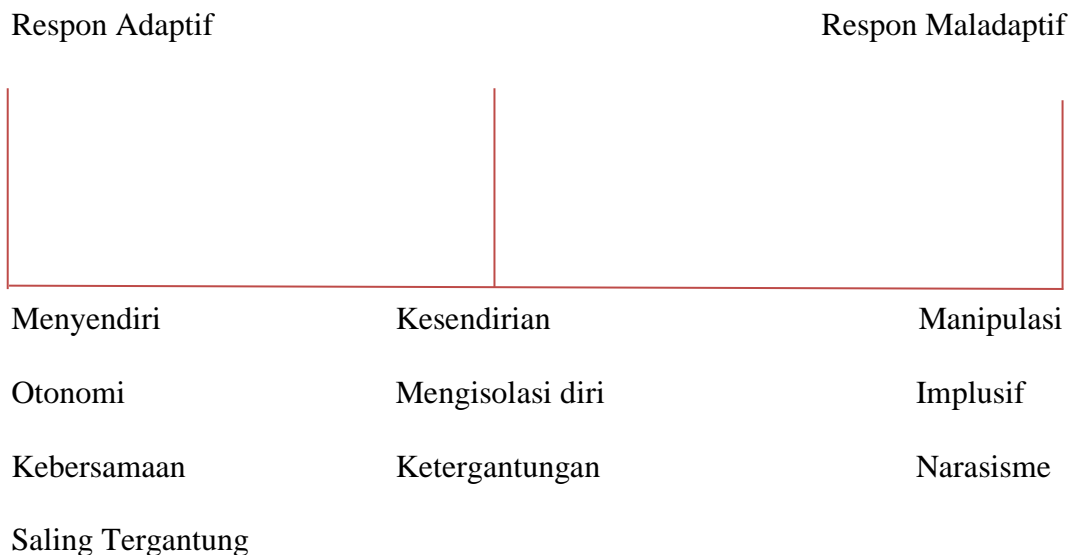 Respon Adaptif Respon Maladaptif
Menyendiri Kesendirian Manipulasi
Otonomi Mengisolasi diri Implusif
Kebersamaan Ketergantungan Narasisme
Saling Tergantung